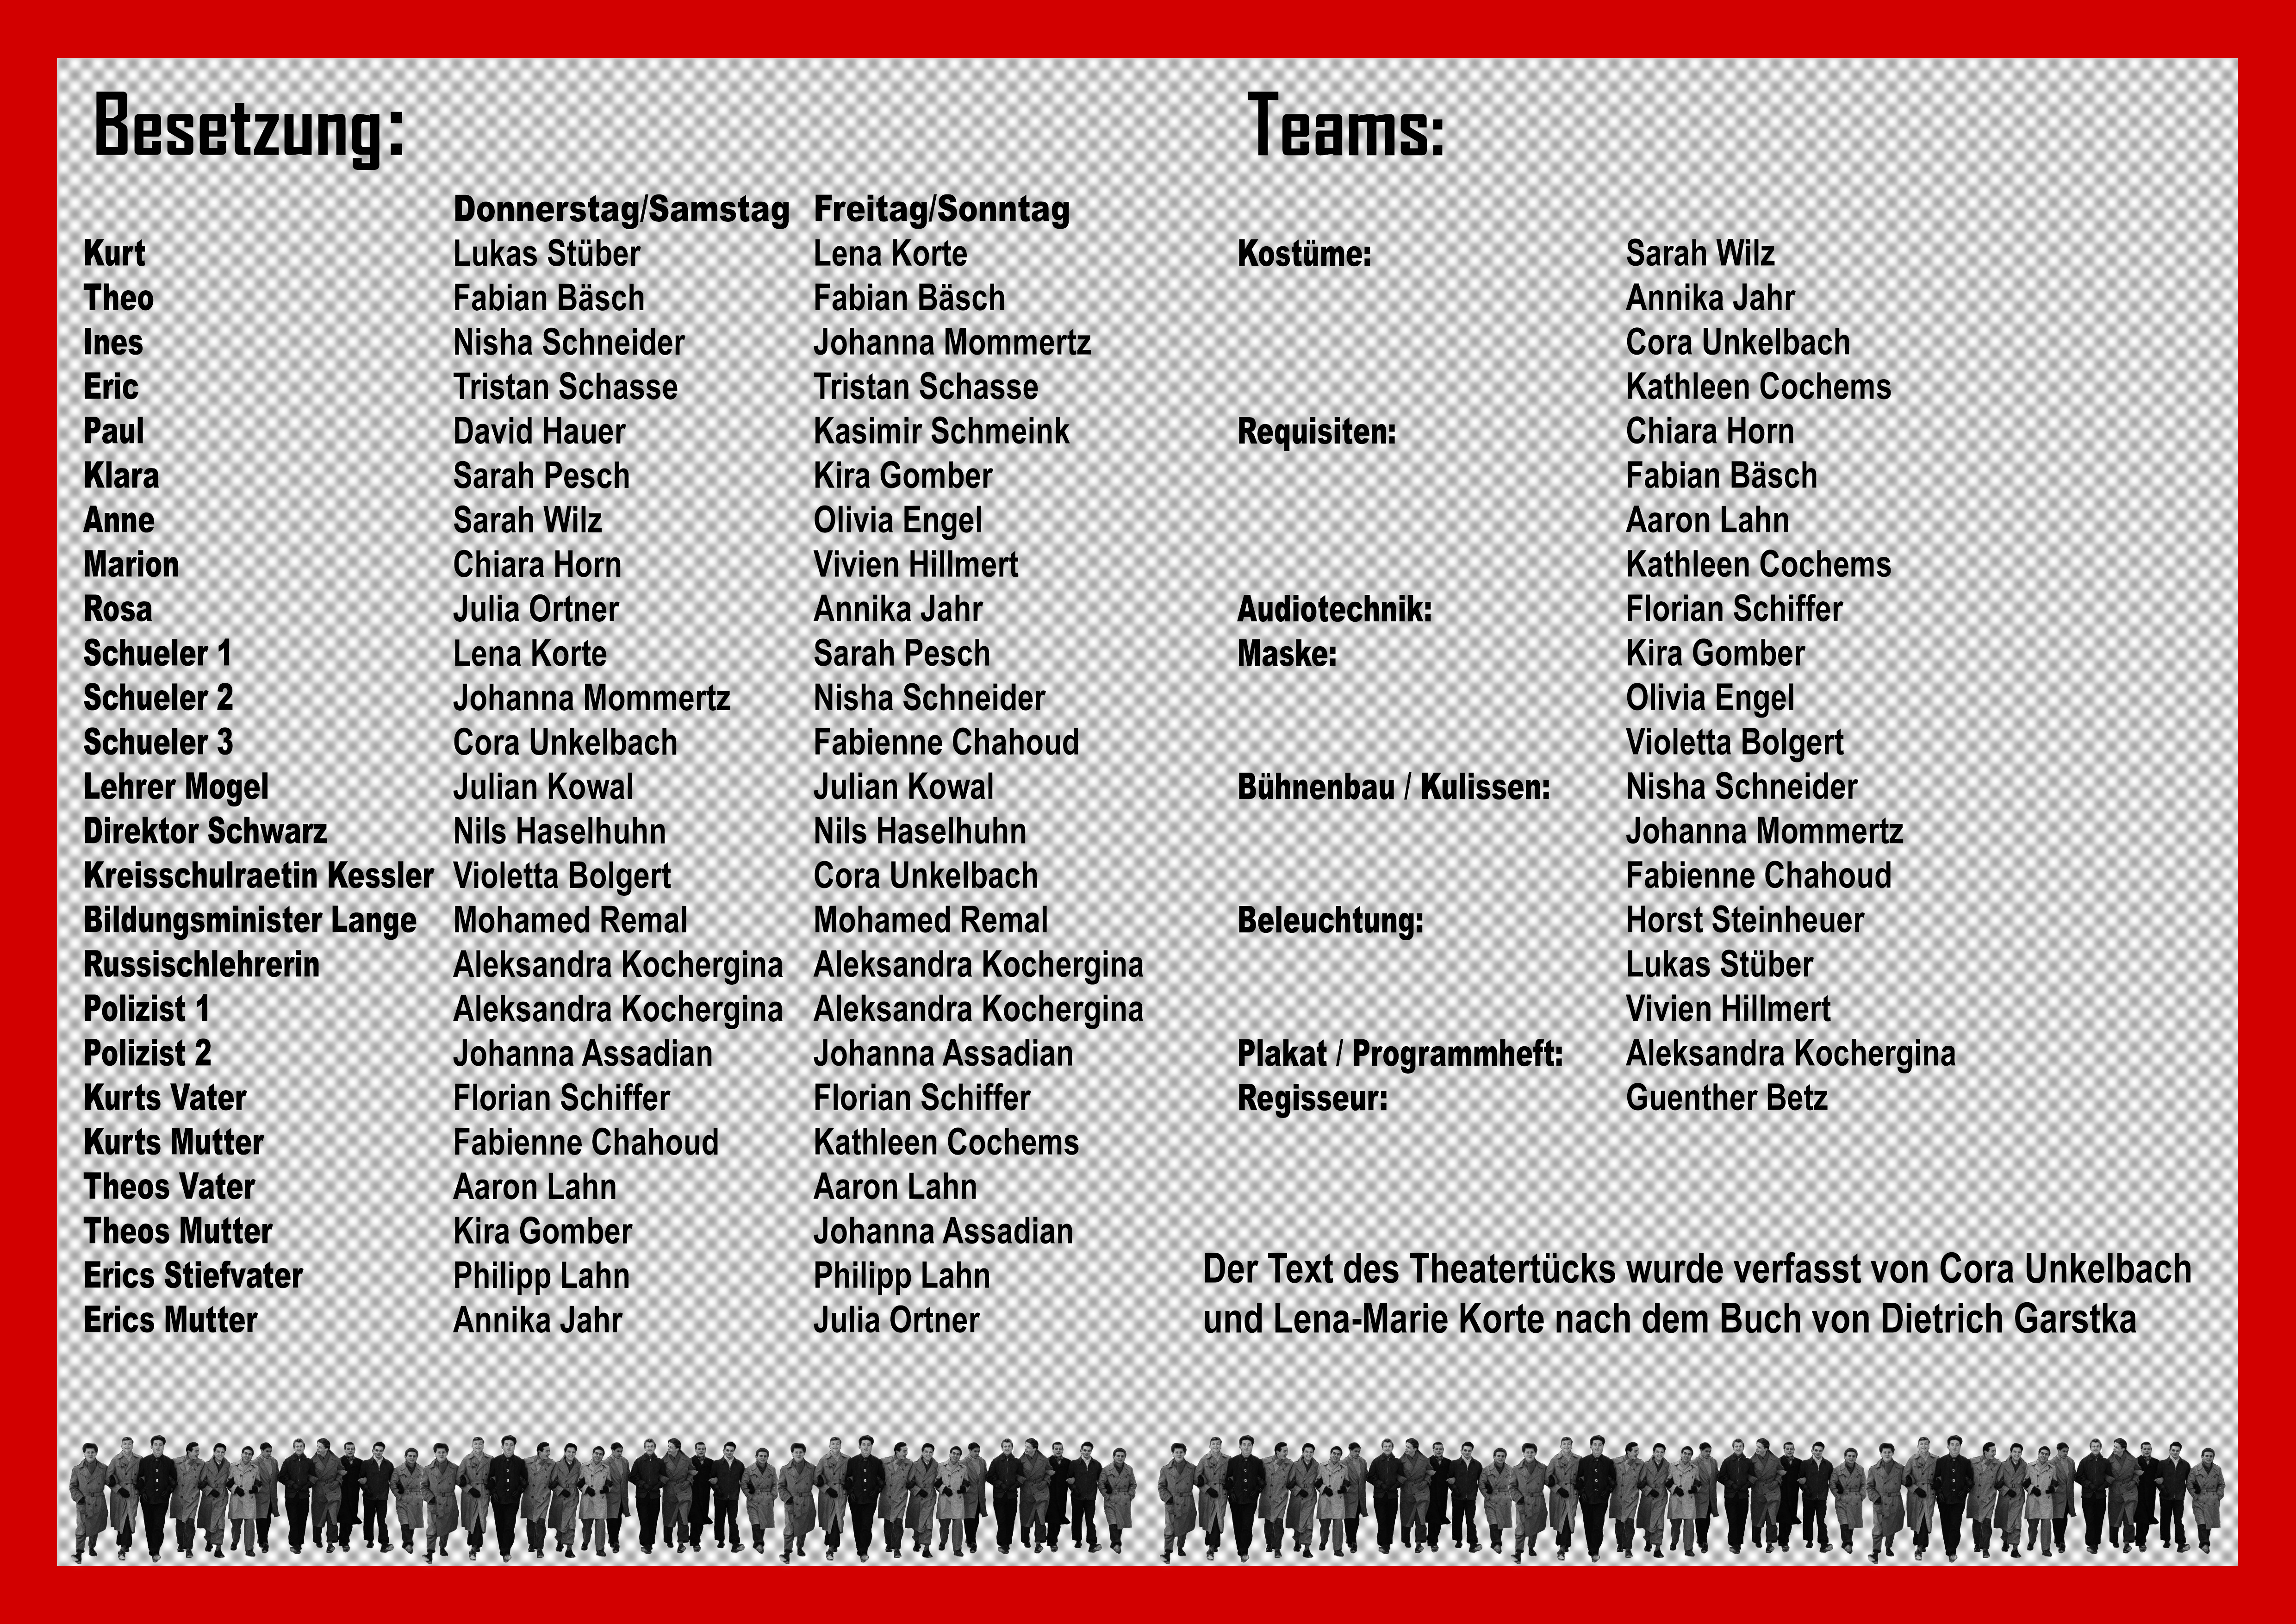 Besetzung:
Donnerstag/Samstag Freitag/Sonntag
Kurt Lukas Stüber Lena Korte
Theo Fabian Bäsch Fabian Bäsch
Ines Nisha Schneider Johanna Mommertz
Eric Tristan Schasse Tristan Schasse
Paul David Hauer Kasimir Schmeink
Klara Sarah Pesch Kira Gomber
Anne Sarah Wilz Olivia Engel
Marion Chiara Horn Vivien Hillmert
Rosa Julia Ortner Annika Jahr
Schueler 1 Lena Korte Sarah Pesch
Schueler 2 Johanna Mommertz Nisha Schneider
Schueler 3 Cora Unkelbach Fabienne Chahoud
Lehrer Mogel Julian Kowal Julian Kowal
Direktor Schwarz Nils Haselhuhn Nils Haselhuhn
Kreisschulraetin Kessler Violetta Bolgert Cora Unkelbach
Bildungsminister Lange Mohamed Remal Mohamed Remal
Russischlehrerin Aleksandra Kochergina Aleksandra Kochergina
Polizist 1 Aleksandra Kochergina Aleksandra Kochergina
Polizist 2 Johanna Assadian Johanna Assadian
Kurts Vater Florian Schiffer Florian Schiffer
Kurts Mutter Fabienne Chahoud Kathleen Cochems
Theos Vater Aaron Lahn Aaron Lahn
Theos Mutter Kira Gomber Johanna Assadian
Erics Stiefvater Philipp Lahn Philipp Lahn
Erics Mutter Annika Jahr Julia Ortner
Teams:
Kostüme: Sarah Wilz
Annika Jahr
Cora Unkelbach
Kathleen Cochems
Requisiten: Chiara Horn
Fabian Bäsch
Aaron Lahn
Kathleen Cochems
Audiotechnik: Florian Schiffer
Maske: Kira Gomber
Olivia Engel
Violetta Bolgert
Bühnenbau / Kulissen: Nisha Schneider
Johanna Mommertz
Fabienne Chahoud
Beleuchtung: Horst Steinheuer
Lukas Stüber
Vivien Hillmert
Plakat / Programmheft: Aleksandra Kochergina
Regisseur: Guenther Betz
Der Text des Theatertücks wurde verfasst von Cora Unkelbach
und Lena-Marie Korte nach dem Buch von Dietrich Garstka